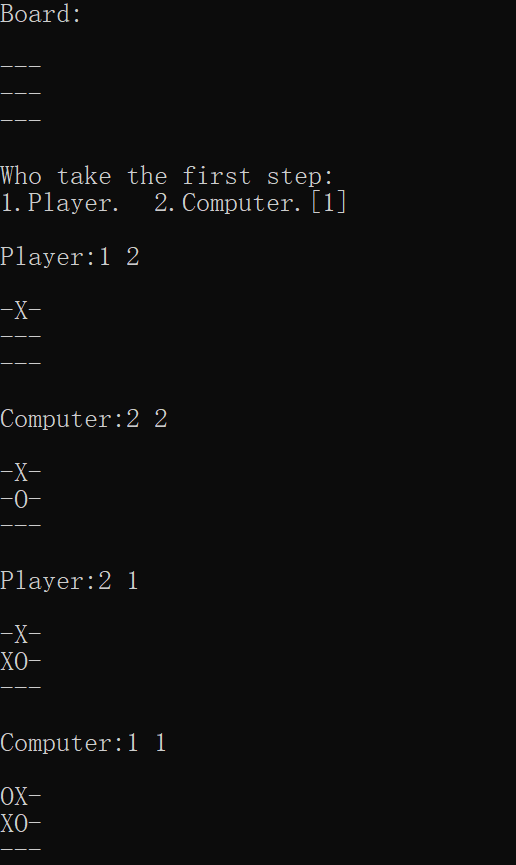 Board:
---
---
---
Who take the first step:
1.Player.  2.Computer.[1]
Player:1 2
-X-
---
---
Computer:2 2
-X-
-O-
---
Player:2 1
-X-
XO-
---
Computer:1 1
OX-
XO-
---